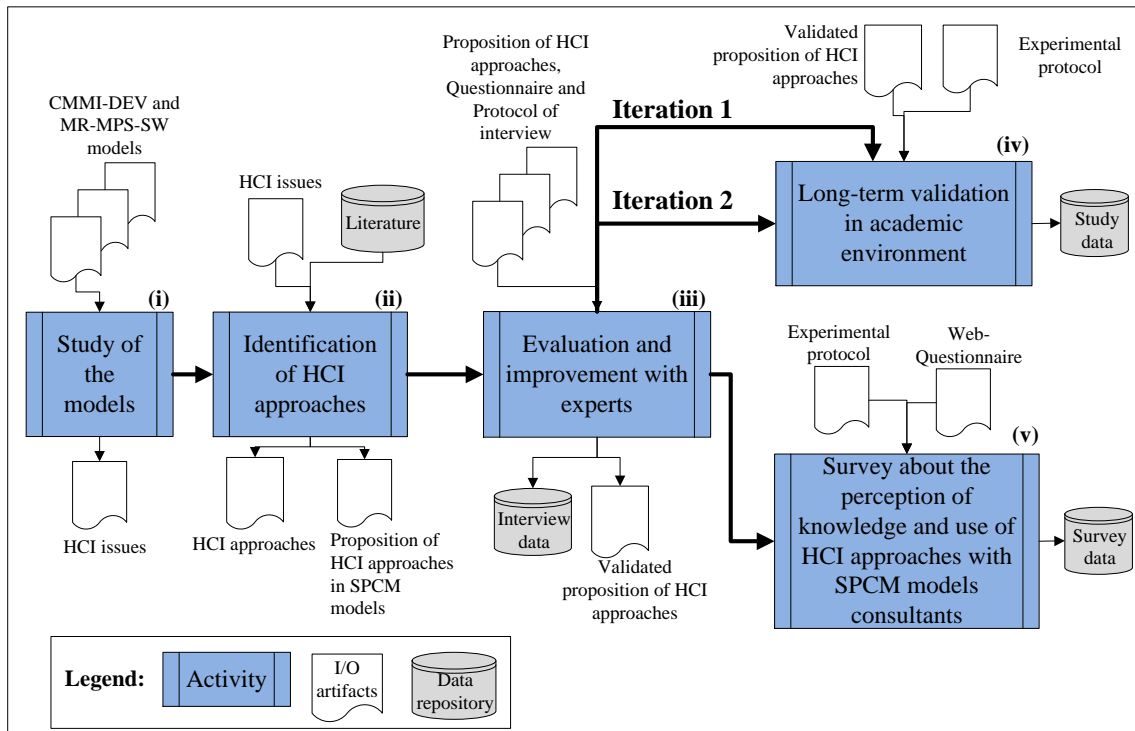 CMMI-DEV and
MR-MPS-SW
models
(i)
Study of
the
models
HCI issues
HCI issues
Literature
(ii)
Identification
of HCI
approaches
HCI approaches
Proposition of
HCI approaches
in SPCM
models
Proposition of HCI
approaches,
Questionnaire and
Protocol of
interview
(iii)
Evaluation and
improvement with
experts
Interview
data
Validated
proposition of HCI
approaches
Iteration 1
Iteration 2
Validated
proposition of HCI
approaches
Experimental
protocol
(iv)
Long-term validation
in academic
environment
Study
data
Experimental
protocol
Web-
Questionnaire
(v)
Survey about the
perception of
knowledge and use of
HCI approaches with
SPCM models
consultants
Survey
data
Legend:
Activity
I/O
artifacts
Data
repository